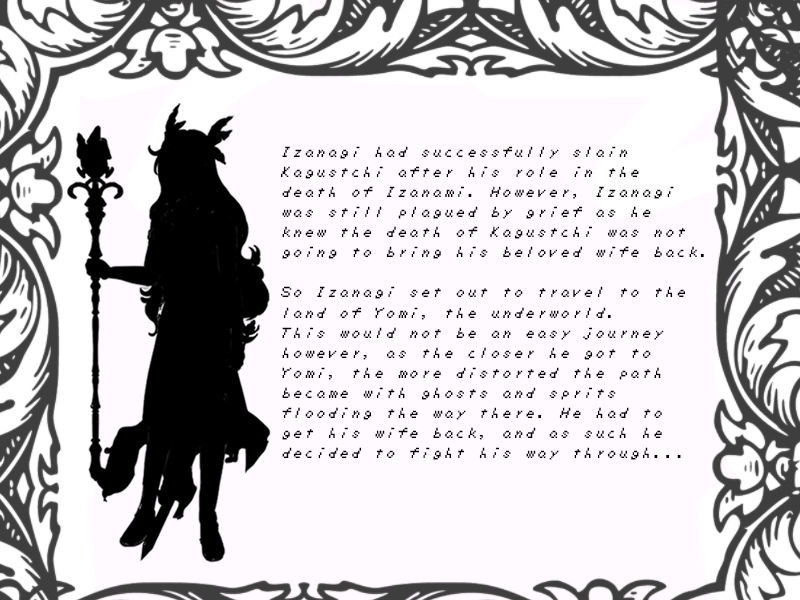 Izanagi had successfully slain
Kagustchi after his role in the
death of Izanami. However, Izanagi
was still plagued by grief as he
knew the death of Kagustchi was not
going to bring his beloved wife back.
So Izanagi set out to travel to the
land of Yomi, the underworld.
This would not be an easy journey
however, as the closer he got to
Yomi, the more distorted the path
became with ghosts and sprits
flooding the way there. He had to
get his wife back, and as such he
decided to fight his way through...